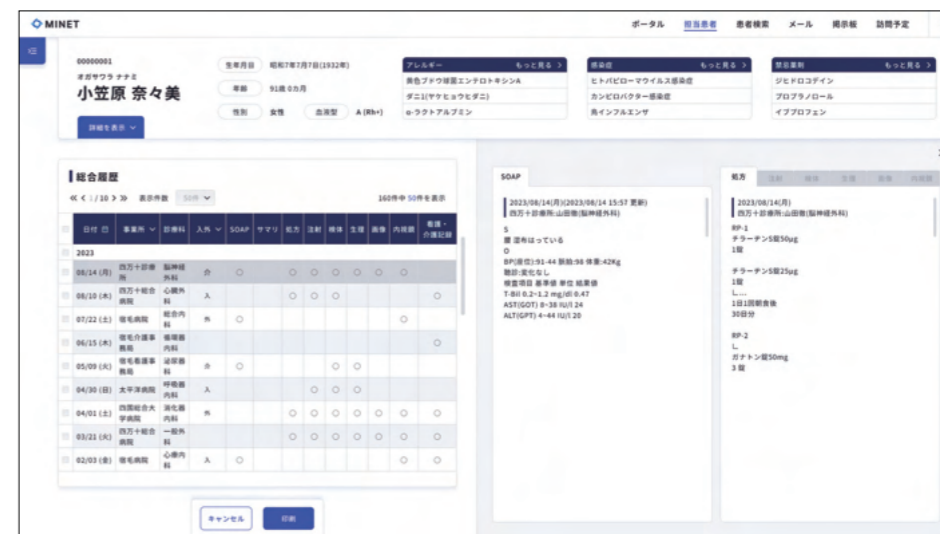 MINET
ポータル 担当患者 患者検索 メール 掲示板 訪問予定
00000001
オガサワラ ナナミ
小笠原 奈々美
詳細を表示
生年月日 昭和7年7月7日(1932年)
年齢 91歳 0カ月
性別 女性 血液型 A (Rh+)
アレルギー もっと見る
黄色ブドウ球菌エンテロトキシンA
ダニ1(ヤケヒョウヒダニ)
α-ラクトアルブミン
感染症 もっと見る
ヒトパピローマウイルス感染症
カンピロバクター感染症
鳥インフルエンザ
禁忌薬剤 もっと見る
ジヒドロコデイン
プロプラノロール
イブプロフェン
総合履歴
1/10 表示件数 50件 160件中 50件を表示
日付 事業所 診療科 入外 SOAP サマリ 処方 注射 検体 生理 画像 内視鏡 看護・介護記録
2023
08/14 (月) 四万十診療所 脳神経外科 介
08/10 (木) 四万十総合病院 心臓外科 入
07/22 (土) 宿毛病院 総合内科 外
06/15 (木) 宿毛介護事務局 循環器内科
05/09 (火) 宿毛看護事務局 泌尿器科 介
04/30 (日) 太平洋病院 呼吸器内科 入
04/01 (土) 四国総合大学病院 消化器内科 外
03/21 (火) 四万十総合病院 一般外科
02/03 (金) 宿毛病院 心療内科 入
キャンセル 印刷
SOAP
2023/08/14(月)(2023/08/14 15:57 更新)
四万十診療所:山田徹(脳神経外科)
S
腰 湿布はっている
O
BP(座位):91-44 脈拍:98 体重:42Kg
聴診:変化なし
検査項目 基準値 単位 結果値
T-Bil 0.2~1.2 mg/dl 0.47
AST(GOT) 8~38 IU/l 24
ALT(GPT) 4~44 IU/l 20
処方 注射 検体 生理 画像 内視鏡
2023/08/14(月)
四万十診療所:山田徹(脳神経外科)
RP-1
チラーヂンS錠50μg
1錠
チラーヂンS錠25μg
1錠
し...
1日1回朝食後
30日分
RP-2
し
ガナトン錠50mg
3 錠